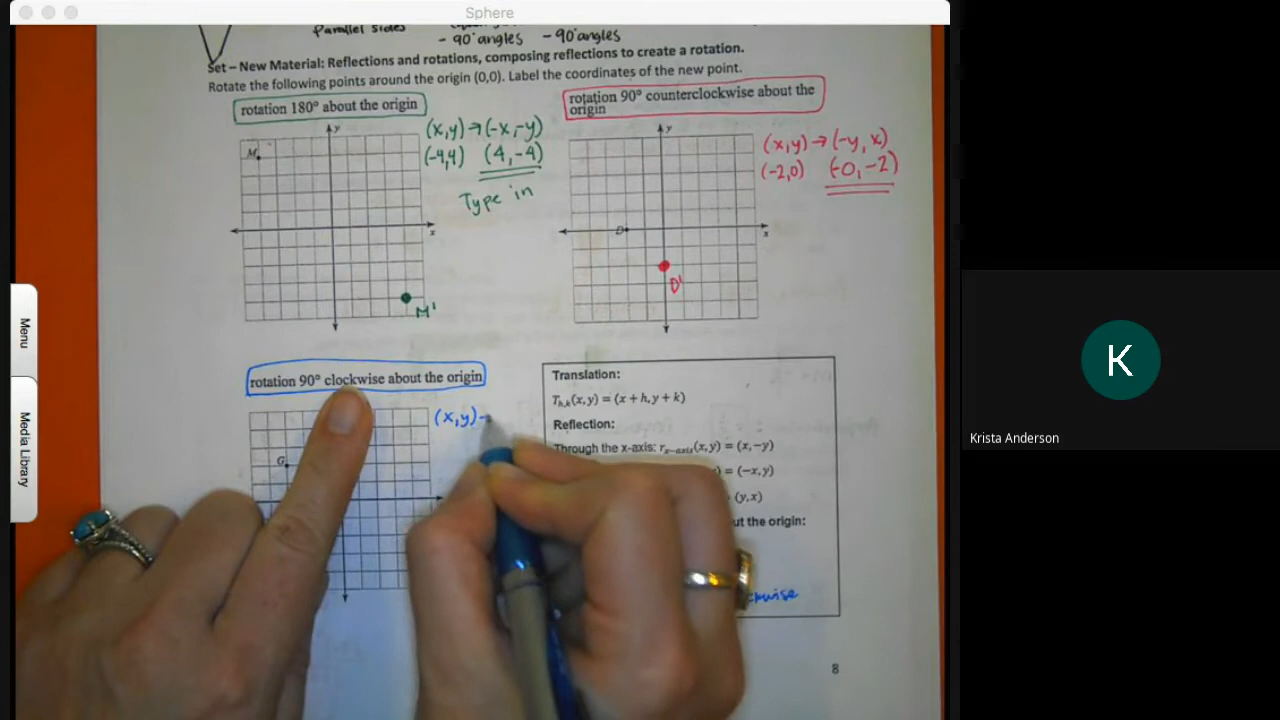 Sphere
Parallel sides
- 90° angles - 90° angles
Set – New Material: Reflections and rotations, composing reflections to create a rotation.
Rotate the following points around the origin (0,0). Label the coordinates of the new point.
rotation 180° about the origin
(x,y) → (-x,-y)
(-4,4) (4,-4)
Type in
y
M
x
M'
rotation 90° counterclockwise about the
origin
(x,y) → (-y, x)
(-2,0) (-0,-2)
y
D
x
D'
rotation 90° clockwise about the origin
(x,y)-
G
Translation:
Tₕ,ₖ(x,y) = (x + h, y + k)
Reflection:
Through the x-axis: rₓ₋ₐₓᵢₛ(x,y) = (x,−y)
) = (−x,y)
(y,x)
ut the origin:
kwise
8
Menu
Media Library
K
Krista Anderson